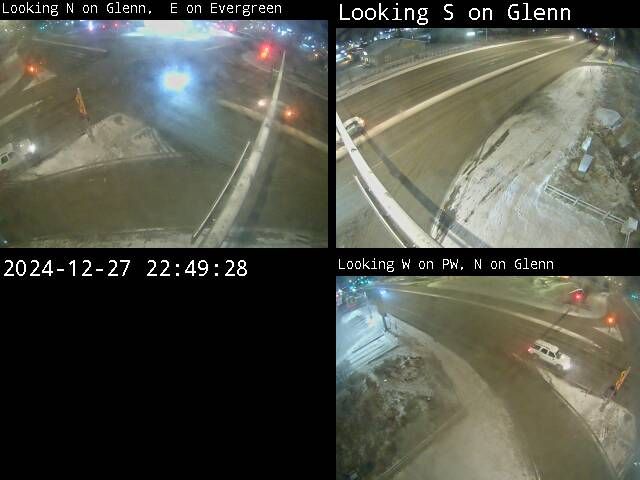 Looking N on Glenn, E on Evergreen
Looking S on Glenn
2024-12-27 22:49:28
Looking W on PW, N on Glenn